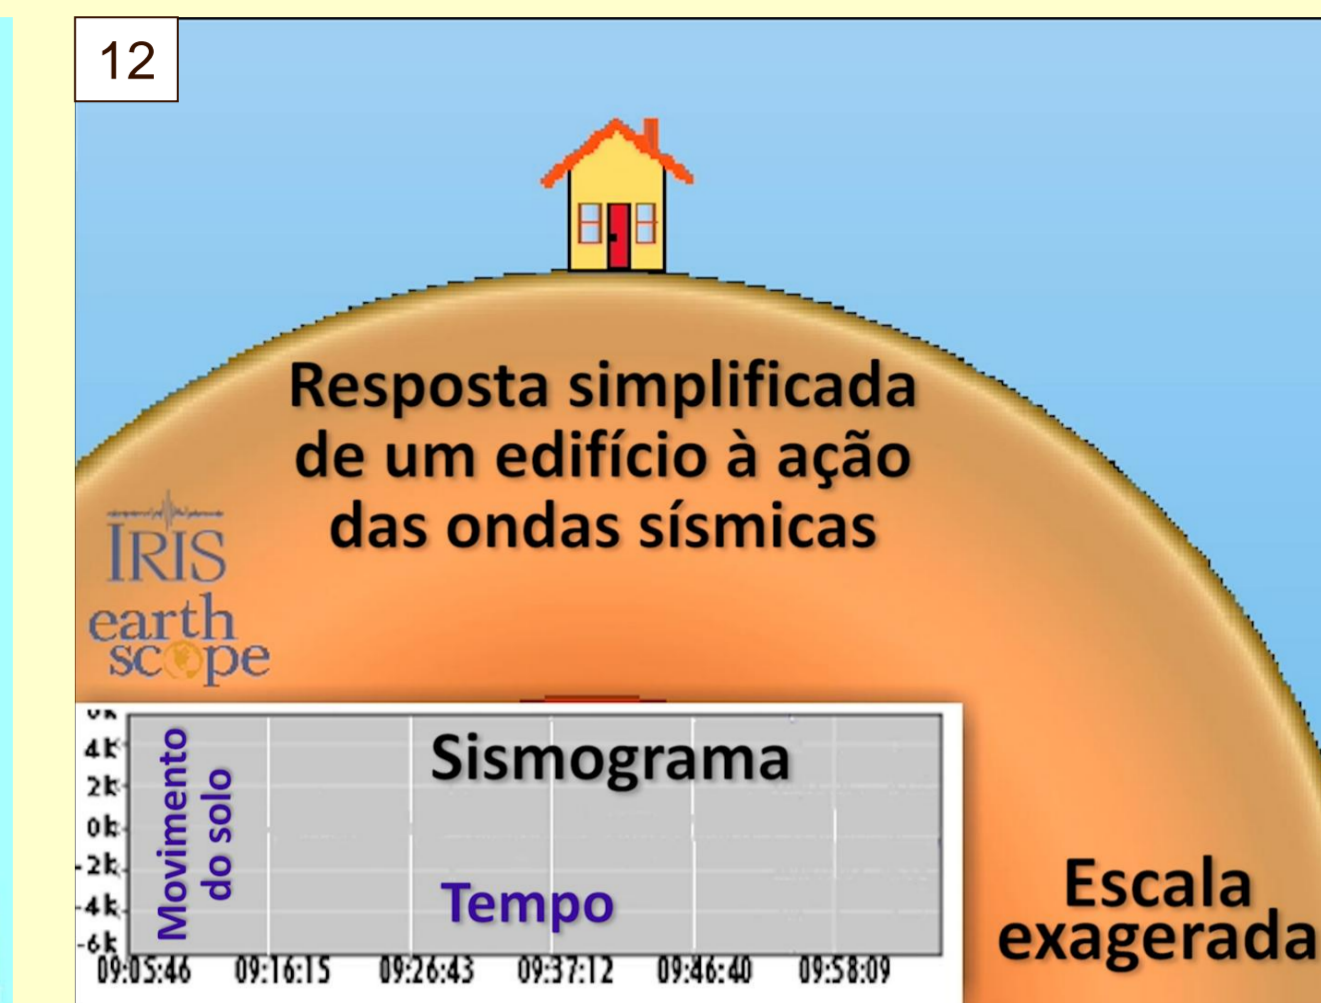 12
Resposta simplificada
de um edifício à ação
das ondas sísmicas
IRIS
earth
scope
4k
2k
0k
-2k
-4k
-6k
Movimento
do solo
Sismograma
Tempo
09:05:46 09:16:15 09:26:43 09:37:12 09:46:40 09:58:09
Escala
exagerada